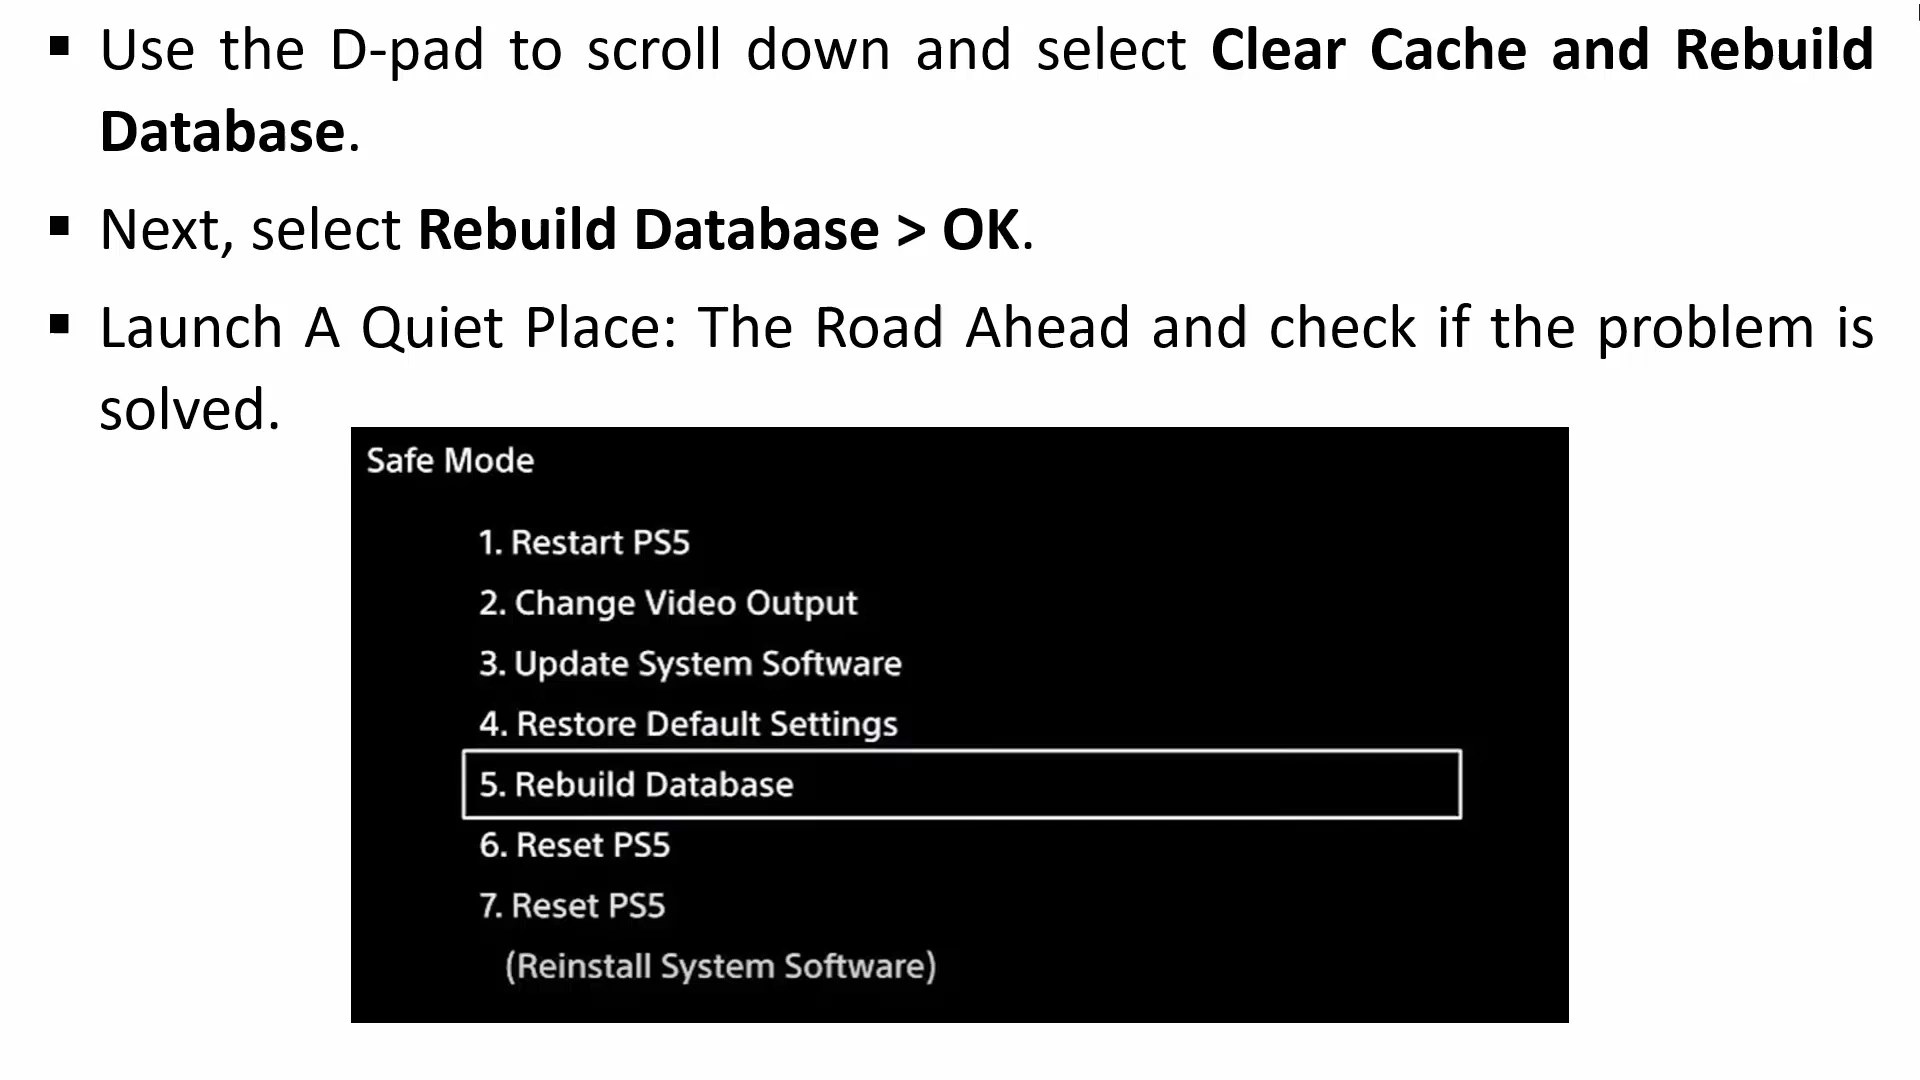 ▪ Use the D-pad to scroll down and select Clear Cache and Rebuild
Database.
▪ Next, select Rebuild Database > OK.
▪ Launch A Quiet Place: The Road Ahead and check if the problem is
solved.
Safe Mode
1. Restart PS5
2. Change Video Output
3. Update System Software
4. Restore Default Settings
5. Rebuild Database
6. Reset PS5
7. Reset PS5
(Reinstall System Software)